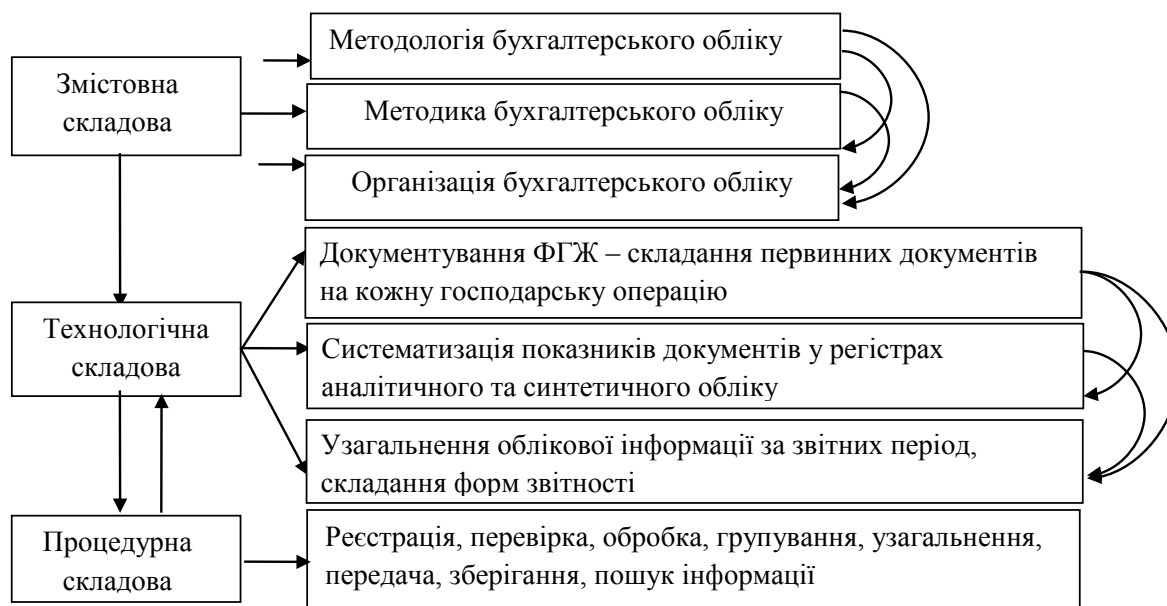 Методологія бухгалтерського обліку
Змістовна
складова
Методика бухгалтерського обліку
Організація бухгалтерського обліку
Документування ФГЖ – складання первинних документів
на кожну господарську операцію
Технологічна
складова
Систематизація показників документів у регістрах
аналітичного та синтетичного обліку
Узагальнення облікової інформації за звітних період,
складання форм звітності
Процедурна
складова
Реєстрація, перевірка, обробка, групування, узагальнення,
передача, зберігання, пошук інформації